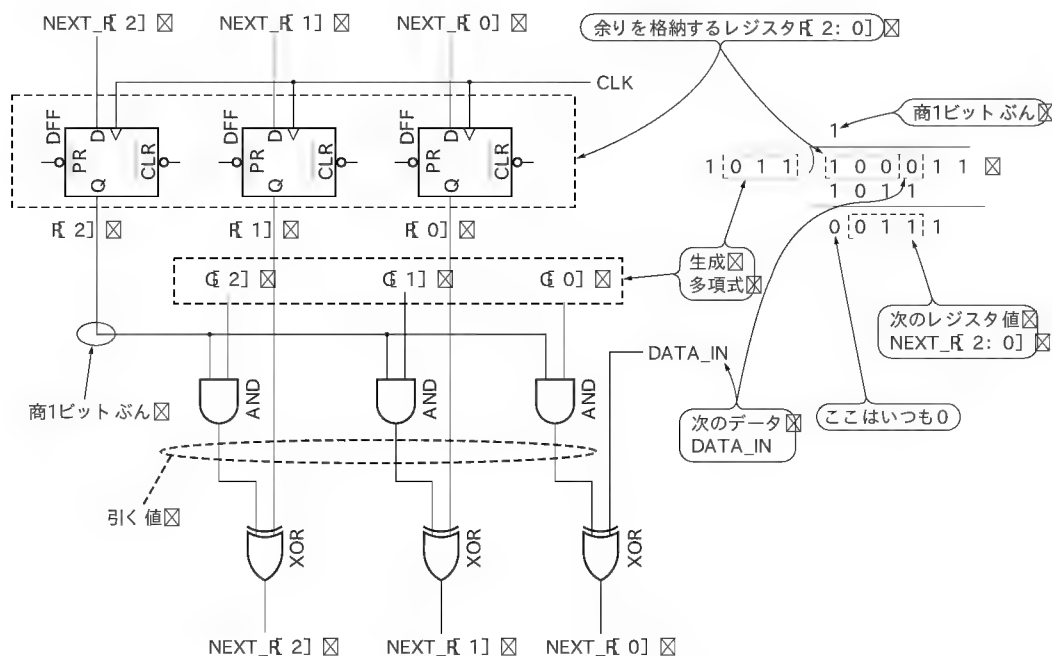 NEXT_R[2]
NEXT_R[1]
NEXT_R[0]
余りを格納するレジスタR[2:0]
CLK
DFF
D
PR
CLR
Q
DFF
D
PR
CLR
Q
DFF
D
PR
CLR
Q
商1ビットぶん
1
1 0 1 1 ) 1 0 0 0 0 1 1
1 0 1 1
0 0 1 1 1
R[2]
R[1]
R[0]
G[2]
G[1]
G[0]
生成
多項式
次のレジスタ値
NEXT_R[2:0]
AND
AND
AND
DATA_IN
商1ビットぶん
次のデータ
DATA_IN
ここはいつも0
引く値
XOR
XOR
XOR
NEXT_R[2]
NEXT_R[1]
NEXT_R[0]